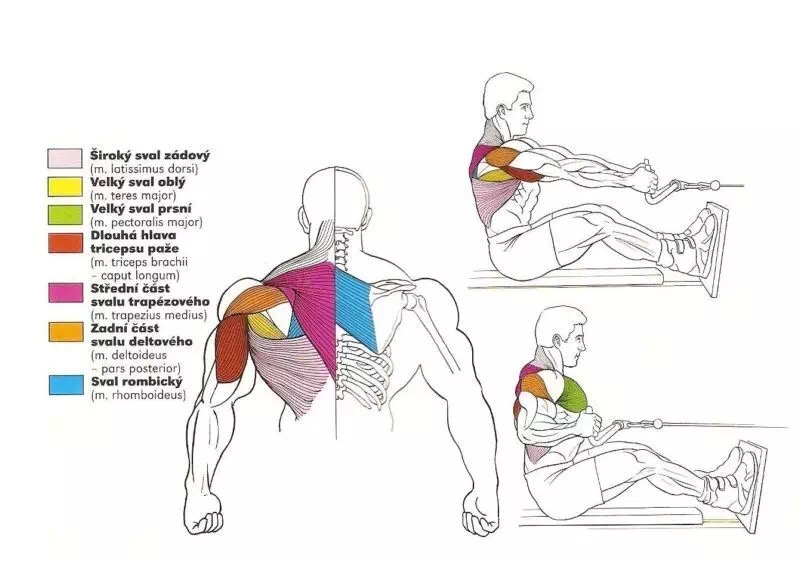 Široký sval zádový
(m. latissimus dorsi)
Velký sval oblý
(m. teres major)
Velký sval prsní
(m. pectoralis major)
Dlouhá hlava
tricepsu paže
(m. triceps brachii
– caput longum)
Střední část
svalu trapézového
(m. trapezius medius)
Zadní část
svalu deltového
(m. deltoideus
– pars posterior)
Sval rombický
(m. rhomboideus)